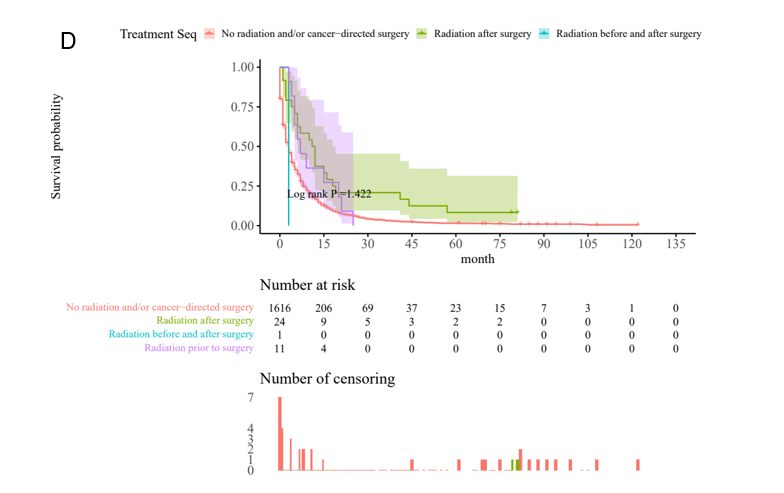 D
Treatment Seq No radiation and/or cancer−directed surgery Radiation after surgery Radiation before and after surgery
Survival probability
1.00
0.75
0.50
0.25
0.00
Log rank P =1.422
0 15 30 45 60 75 90 105 120 135
month
Number at risk
No radiation and/or cancer−directed surgery 1616 206 69 37 23 15 7 3 1 0
Radiation after surgery 24 9 5 3 2 2 0 0 0 0
Radiation before and after surgery 1 0 0 0 0 0 0 0 0 0
Radiation prior to surgery 11 4 0 0 0 0 0 0 0 0
Number of censoring
7
4
3
2
1
0